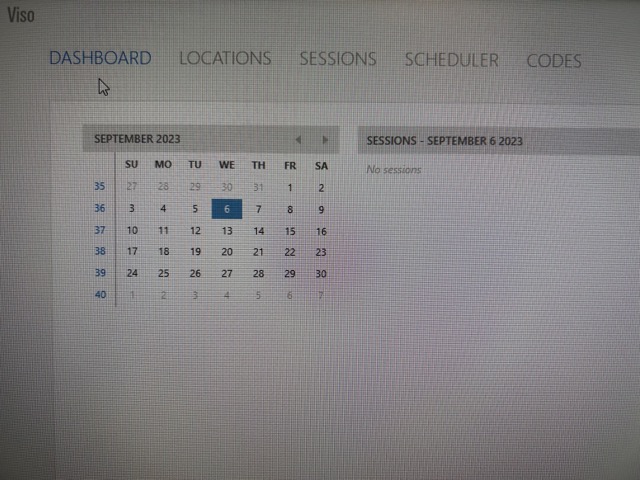 Viso
DASHBOARD LOCATIONS SESSIONS SCHEDULER CODES
SEPTEMBER 2023
SU MO TU WE TH FR SA
35 27 28 29 30 31 1 2
36 3 4 5 6 7 8 9
37 10 11 12 13 14 15 16
38 17 18 19 20 21 22 23
39 24 25 26 27 28 29 30
40 1 2 3 4 5 6 7
SESSIONS - SEPTEMBER 6 2023
No sessions